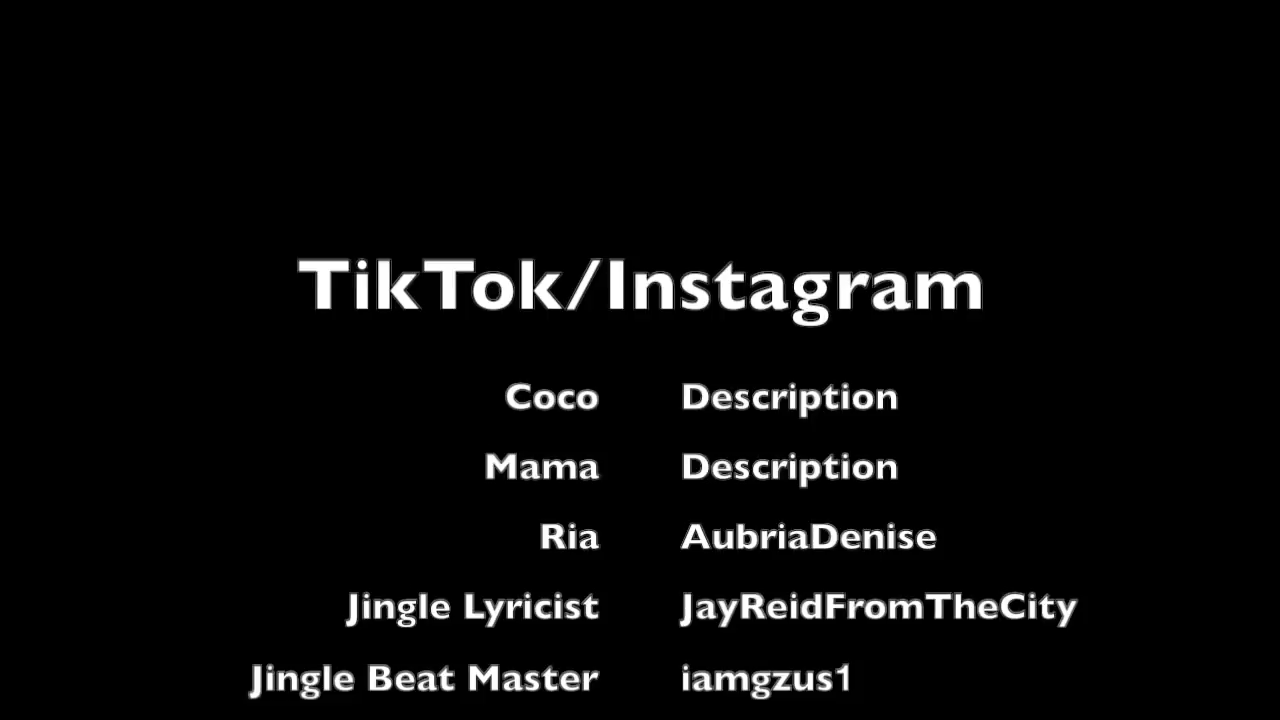 TikTok/Instagram
Coco Description
Mama Description
Ria AubriaDenise
Jingle Lyricist JayReidFromTheCity
Jingle Beat Master iamgzus1